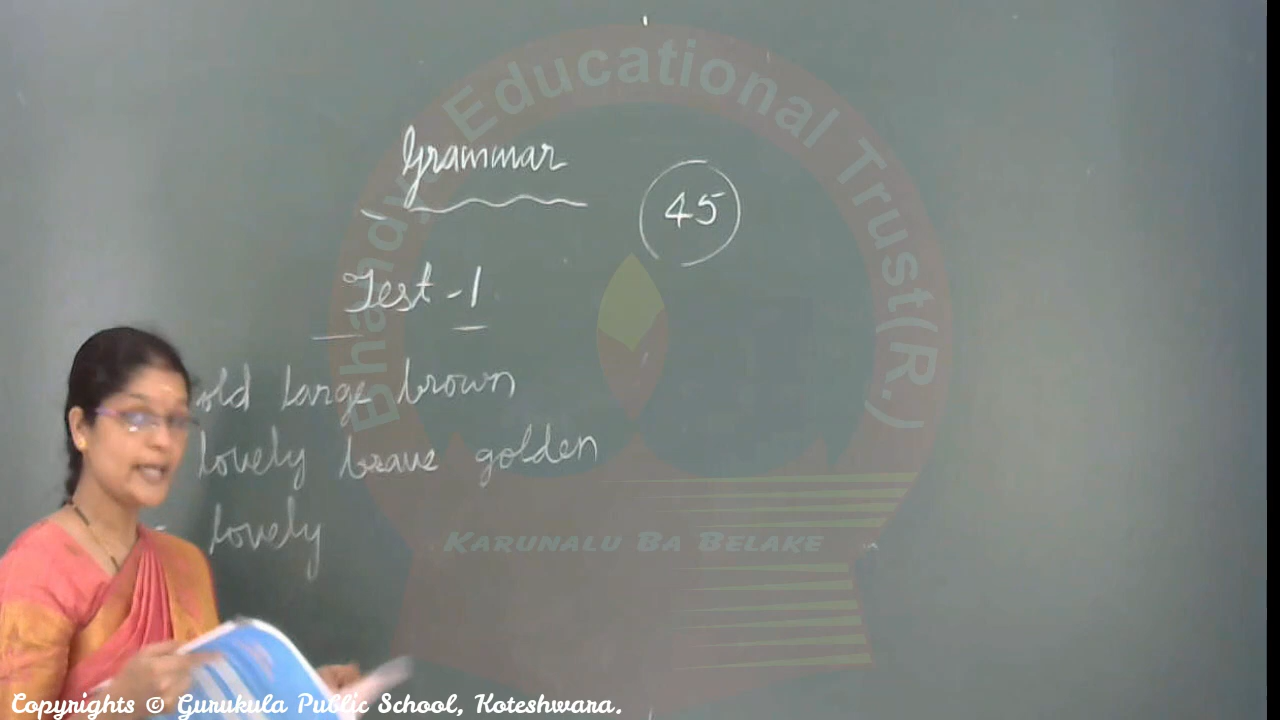 Bhandya Educational Trust(R.)
Grammar
45
Test-1
old large brown
lovely brave golden
lovely
Karunalu Ba Belake
Copyrights © Gurukula Public School, Koteshwara.